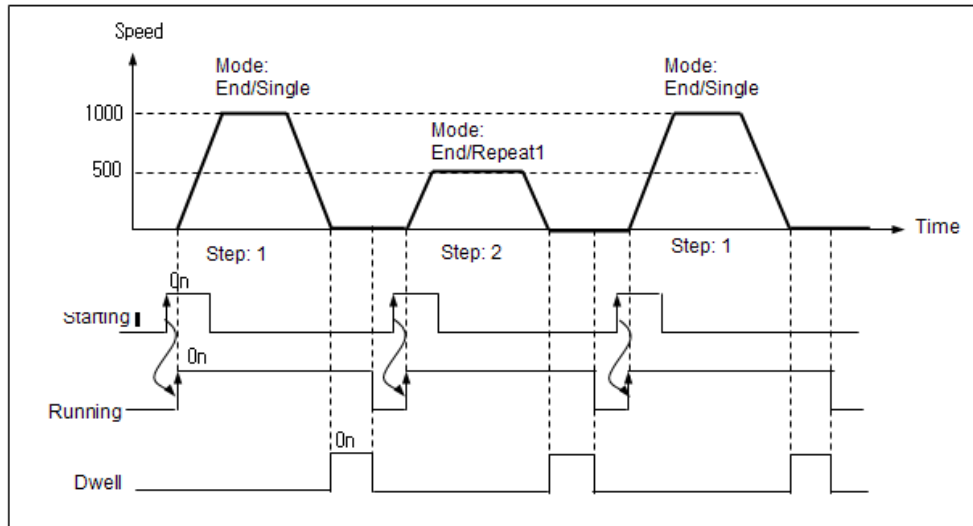 Speed
Mode:
End/Single
Mode:
End/Single
1000
Mode:
End/Repeat1
500
Time
Step: 1
Step: 2
Step: 1
On
Starting
On
Running
On
Dwell